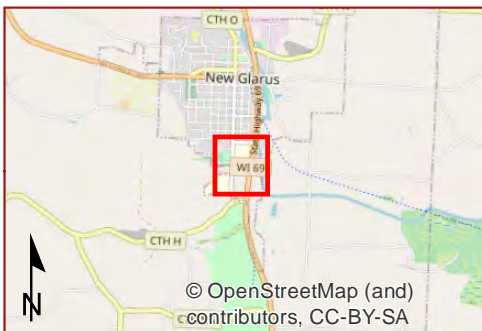 CTH O
New Glarus
State Highway 69
WI 69
CTH H
N
© OpenStreetMap (and)
contributors, CC-BY-SA